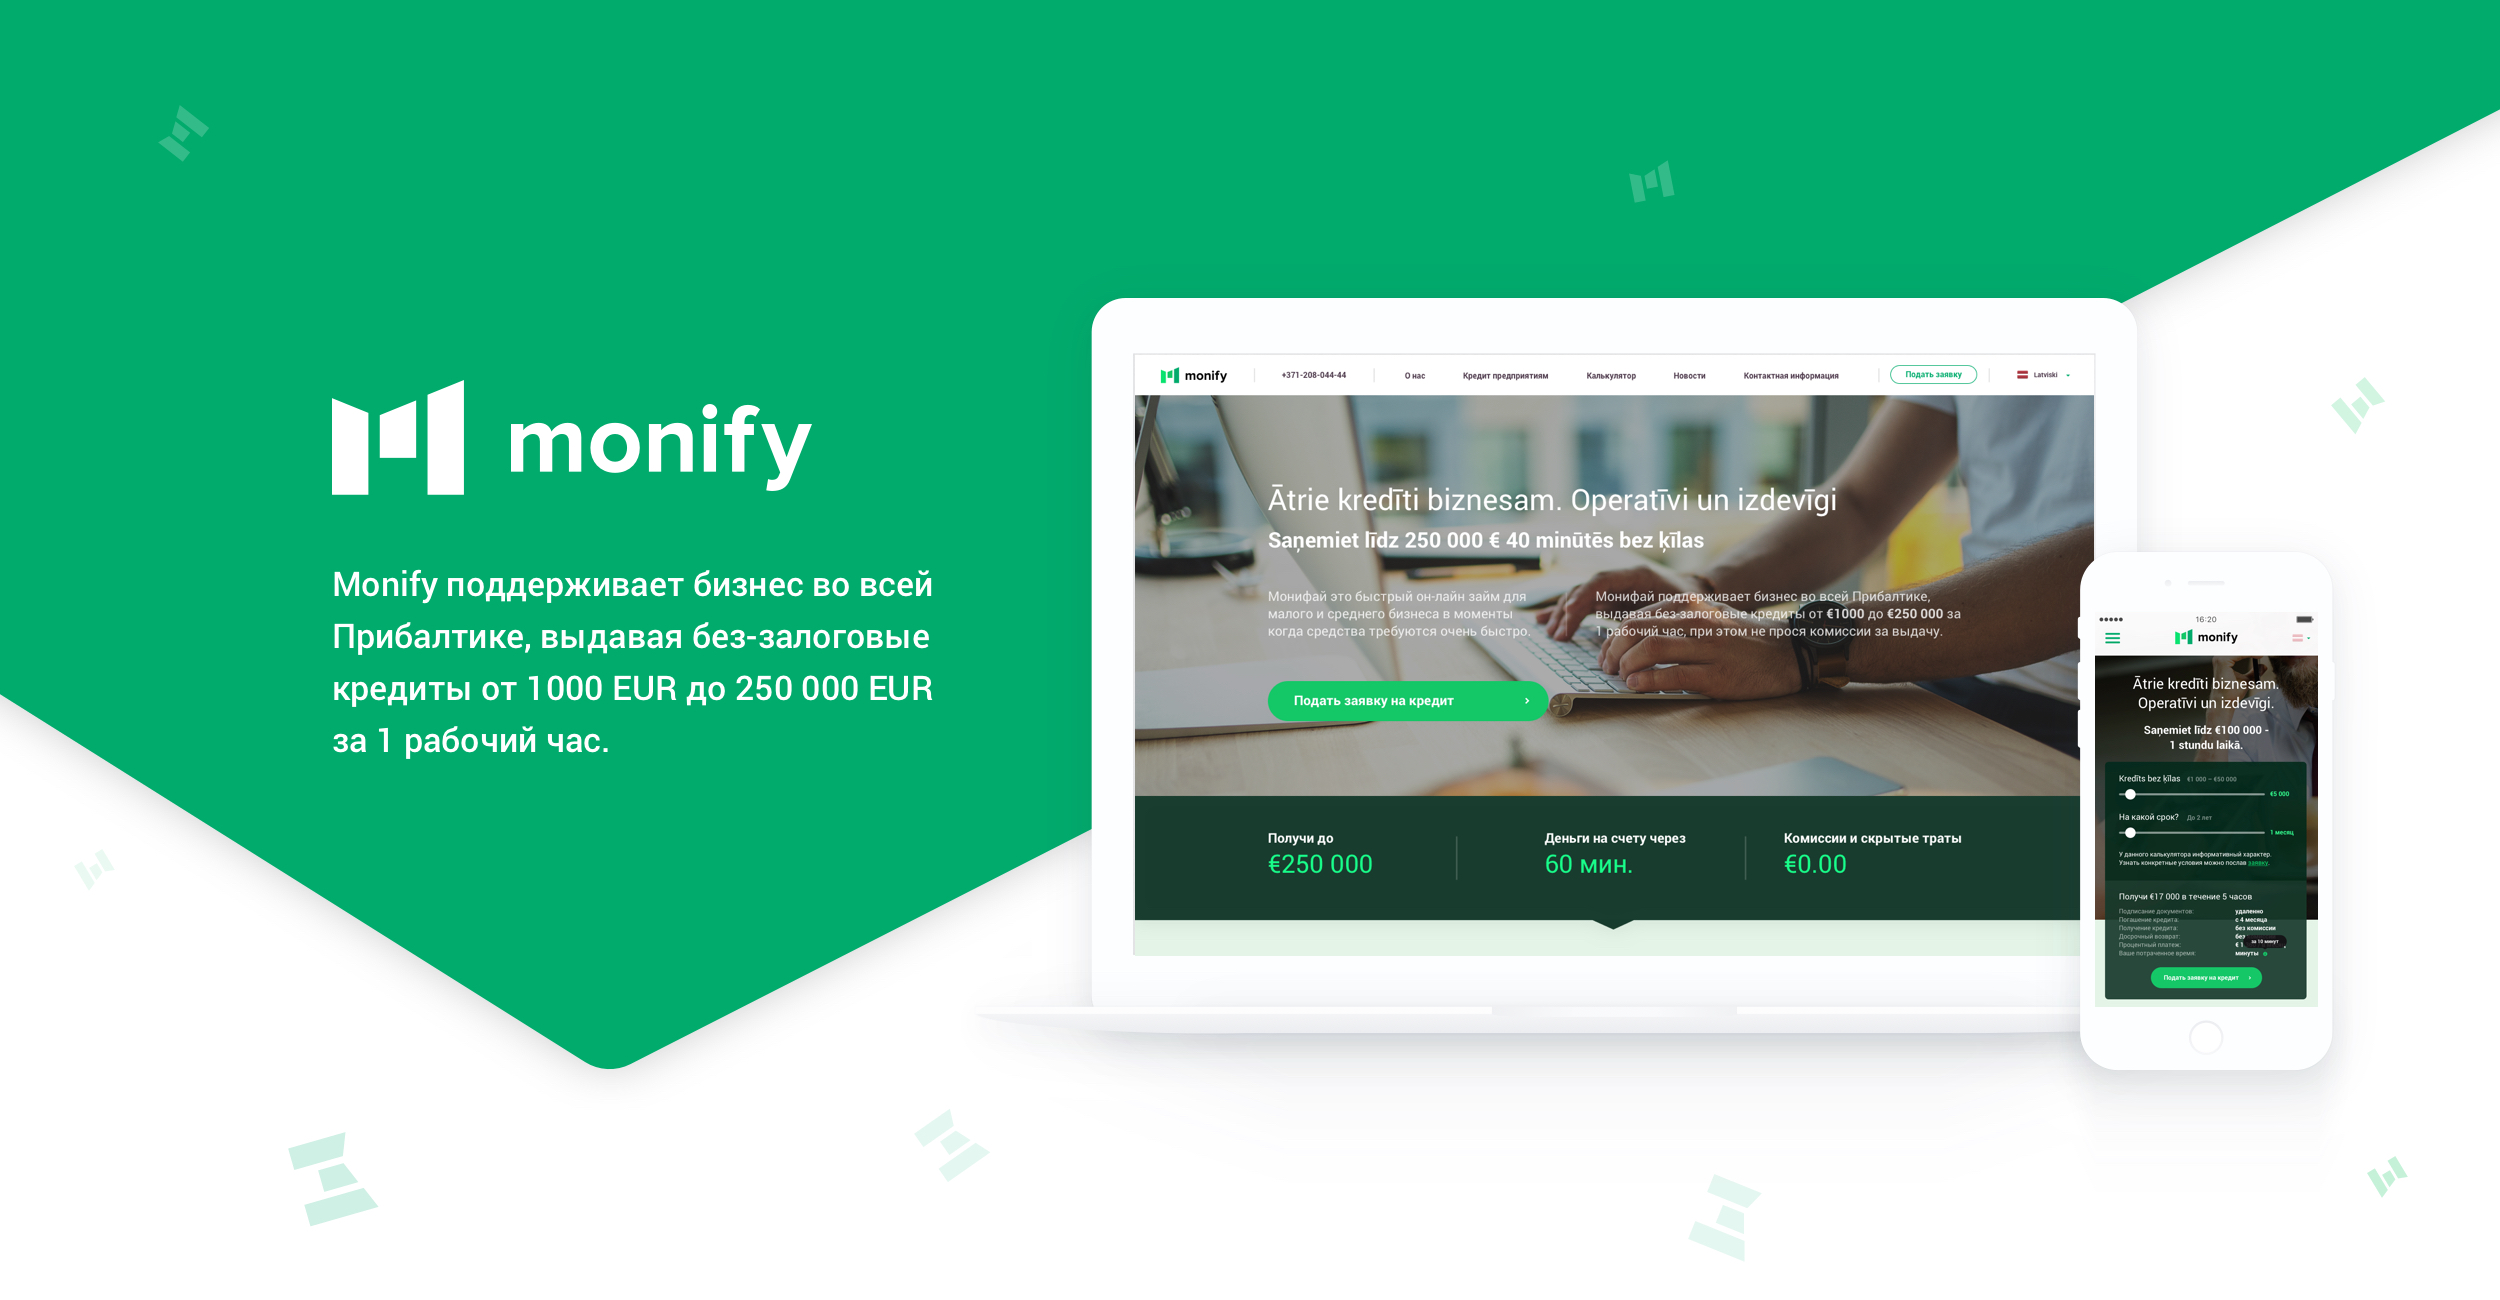 monify
Monify поддерживает бизнес во всей
Прибалтике, выдавая без-залоговые
кредиты от 1000 EUR до 250 000 EUR
за 1 рабочий час.
monify
+371-208-044-44
О нас
Кредит предприятиям
Калькулятор
Новости
Контактная информация
Подать заявку
Latviski
Ātrie kredīti biznesam. Operatīvi un izdevīgi
Saņemiet līdz 250 000 € 40 minūtēs bez ķīlas
Монифай это быстрый он-лайн займ для
малого и среднего бизнеса в моменты
когда средства требуются очень быстро.
Монифай поддерживает бизнес во всей Прибалтике,
выдавая без-залоговые кредиты от €1000 до €250 000 за
1 рабочий час, при этом не прося комиссии за выдачу.
Подать заявку на кредит
Получи до
€250 000
Деньги на счету через
60 мин.
Комиссии и скрытые траты
€0.00
16:20
monify
Ātrie kredīti biznesam.
Operatīvi un izdevīgi.
Saņemiet līdz €100 000 -
1 stundu laikā.
Kredīts bez ķīlas €1 000 – €50 000
€5 000
На какой срок? До 2 лет
1 месяц
У данного калькулятора информативный характер.
Узнать конкретные условия можно послав заявку.
Получи €17 000 в течение 5 часов
Подписание документов: удаленно
Погашение кредита: с 4 месяца
Получение кредита: без комиссии
Досрочный возврат: без
за 10 минут
Процентный платеж: € 1
Ваше потраченное время: минуты
Подать заявку на кредит